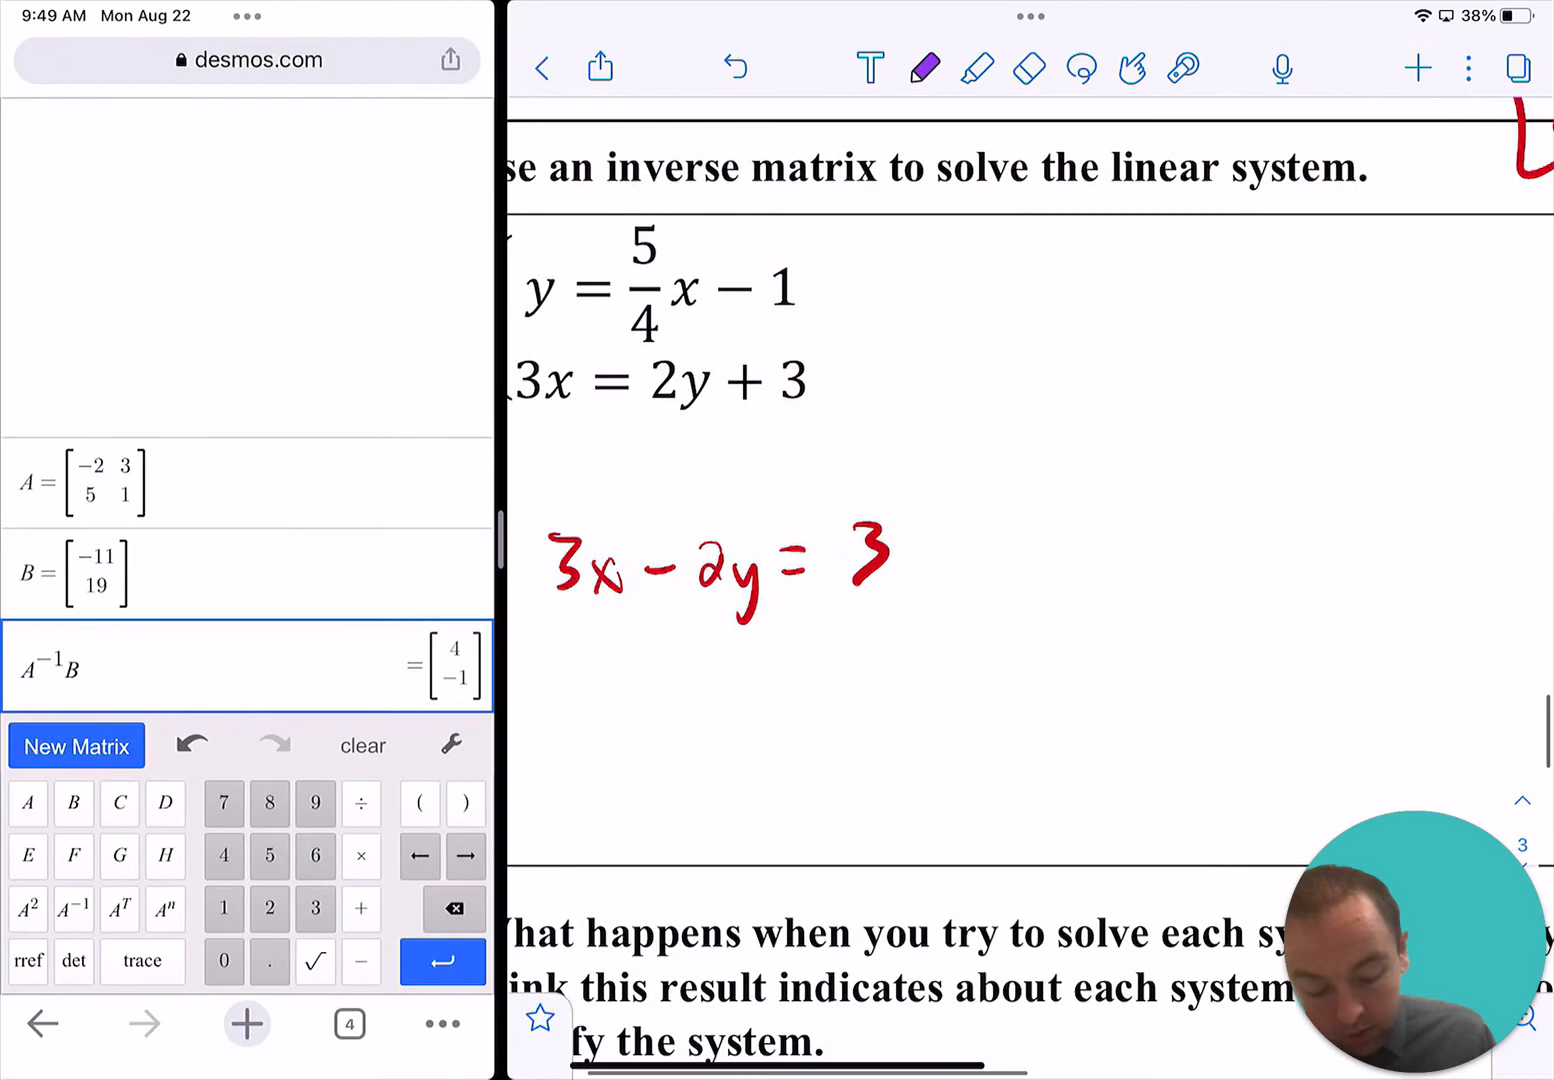 9:49 AM Mon Aug 22
38%
desmos.com
A = [−2 3
5 1]
B = [−11
19]
A⁻¹B = [4
−1]
New Matrix
clear
A B C D 7 8 9 ÷ ( )
E F G H 4 5 6 × ← →
A² A⁻¹ Aᵀ Aⁿ 1 2 3 +
rref det trace 0 . √ −
4
T
se an inverse matrix to solve the linear system.
y = 5/4 x − 1
3x = 2y + 3
3x − 2y = 3
3
hat happens when you try to solve each sy
ink this result indicates about each system
fy the system.